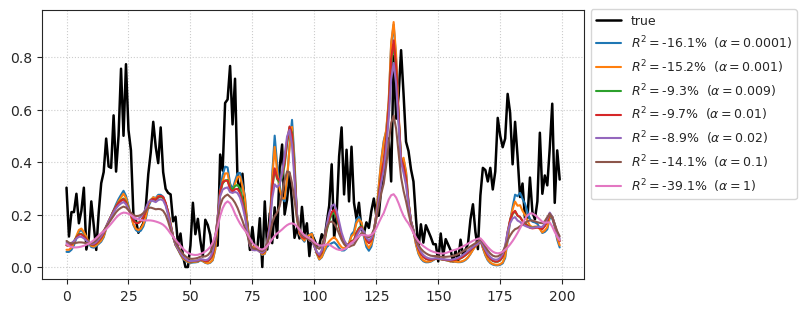 true
R² = -16.1% (α = 0.0001)
R² = -15.2% (α = 0.001)
R² = -9.3% (α = 0.009)
R² = -9.7% (α = 0.01)
R² = -8.9% (α = 0.02)
R² = -14.1% (α = 0.1)
R² = -39.1% (α = 1)
0.8
0.6
0.4
0.2
0.0
0 25 50 75 100 125 150 175 200